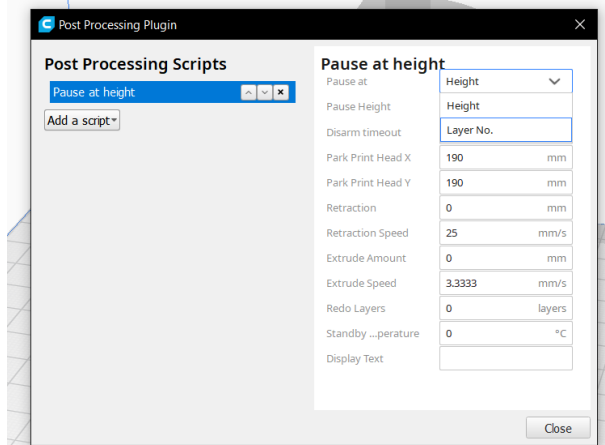 Post Processing Plugin
Post Processing Scripts
Pause at height
Add a script
Pause at height
Pause at Height
Pause Height Height
Disarm timeout Layer No.
Park Print Head X 190 mm
Park Print Head Y 190 mm
Retraction 0 mm
Retraction Speed 25 mm/s
Extrude Amount 0 mm
Extrude Speed 3.3333 mm/s
Redo Layers 0 layers
Standby ...perature 0 °C
Display Text
Close